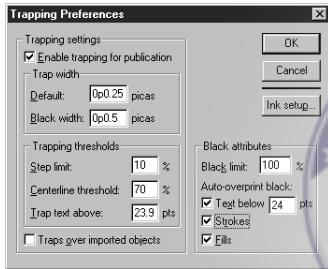 Trapping Preferences
Trapping settings
Enable trapping for publication
Trap width
Default: 0p0.25 picas
Black width: 0p0.5 picas
Trapping thresholds
Step limit: 10 %
Centerline threshold: 70 %
Trap text above: 23.9 pts
Traps over imported objects
OK
Cancel
Ink setup...
Black attributes
Black limit: 100 %
Auto-overprint black:
Text below 24 pts
Strokes
Fills